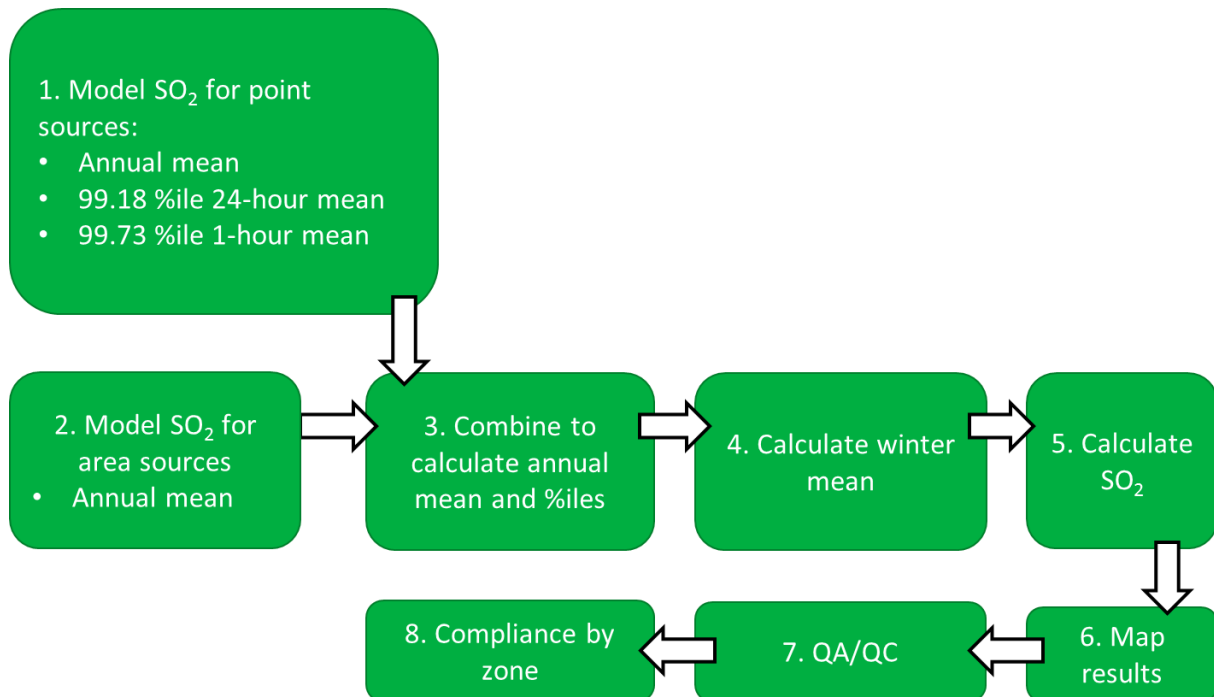 1. Model SO₂ for point
sources:
• Annual mean
• 99.18 %ile 24-hour mean
• 99.73 %ile 1-hour mean
2. Model SO₂ for
area sources
• Annual mean
3. Combine to
calculate annual
mean and %iles
4. Calculate winter
mean
5. Calculate
SO₂
6. Map
results
7. QA/QC
8. Compliance by
zone